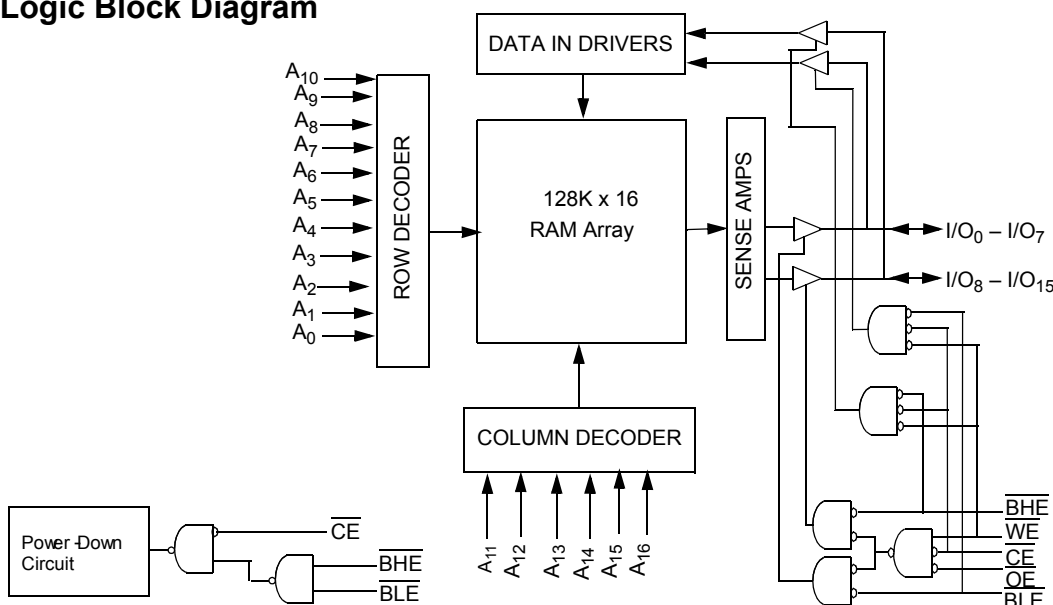 Logic Block Diagram
DATA IN DRIVERS
A10
A9
A8
A7
A6
A5
A4
A3
A2
A1
A0
ROW DECODER
128K x 16
RAM Array
SENSE AMPS
I/O0 – I/O7
I/O8 – I/O15
COLUMN DECODER
A11
A12
A13
A14
A15
A16
Power -Down
Circuit
CE
BHE
BLE
BHE
WE
CE
OE
BLE